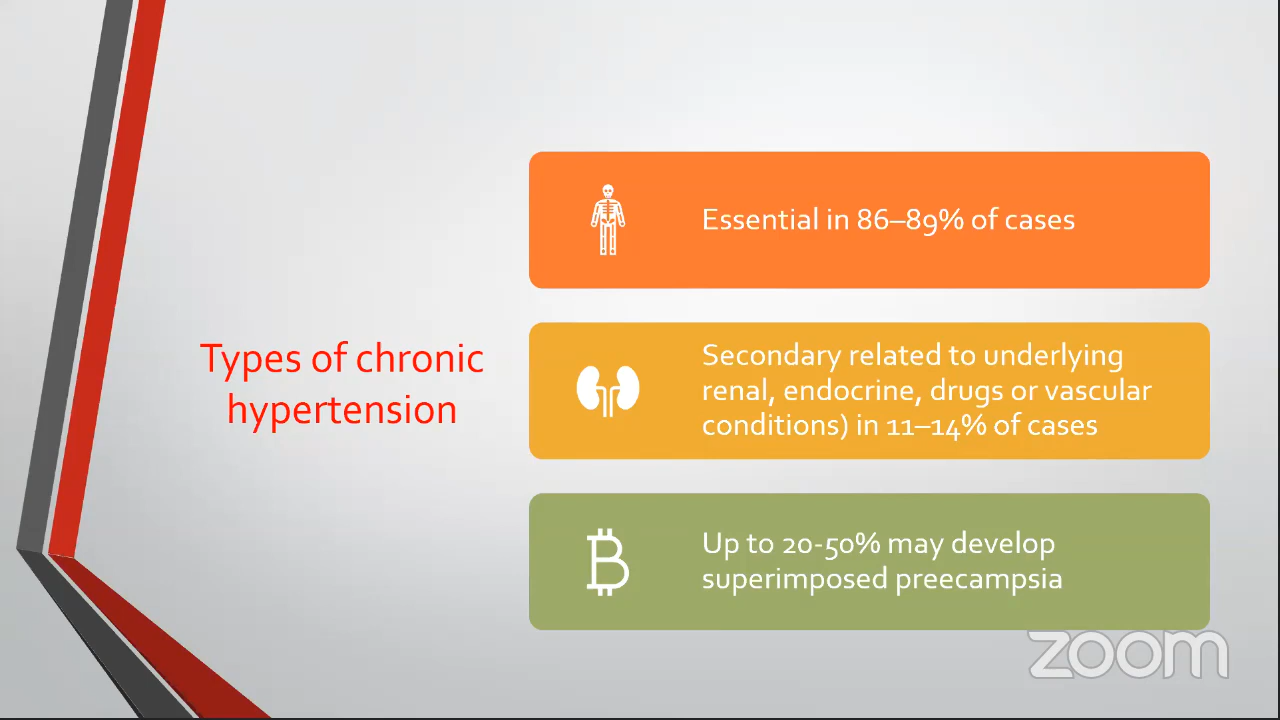 Types of chronic
hypertension
Essential in 86–89% of cases
Secondary related to underlying
renal, endocrine, drugs or vascular
conditions) in 11–14% of cases
Up to 20-50% may develop
superimposed preecampsia
zoom